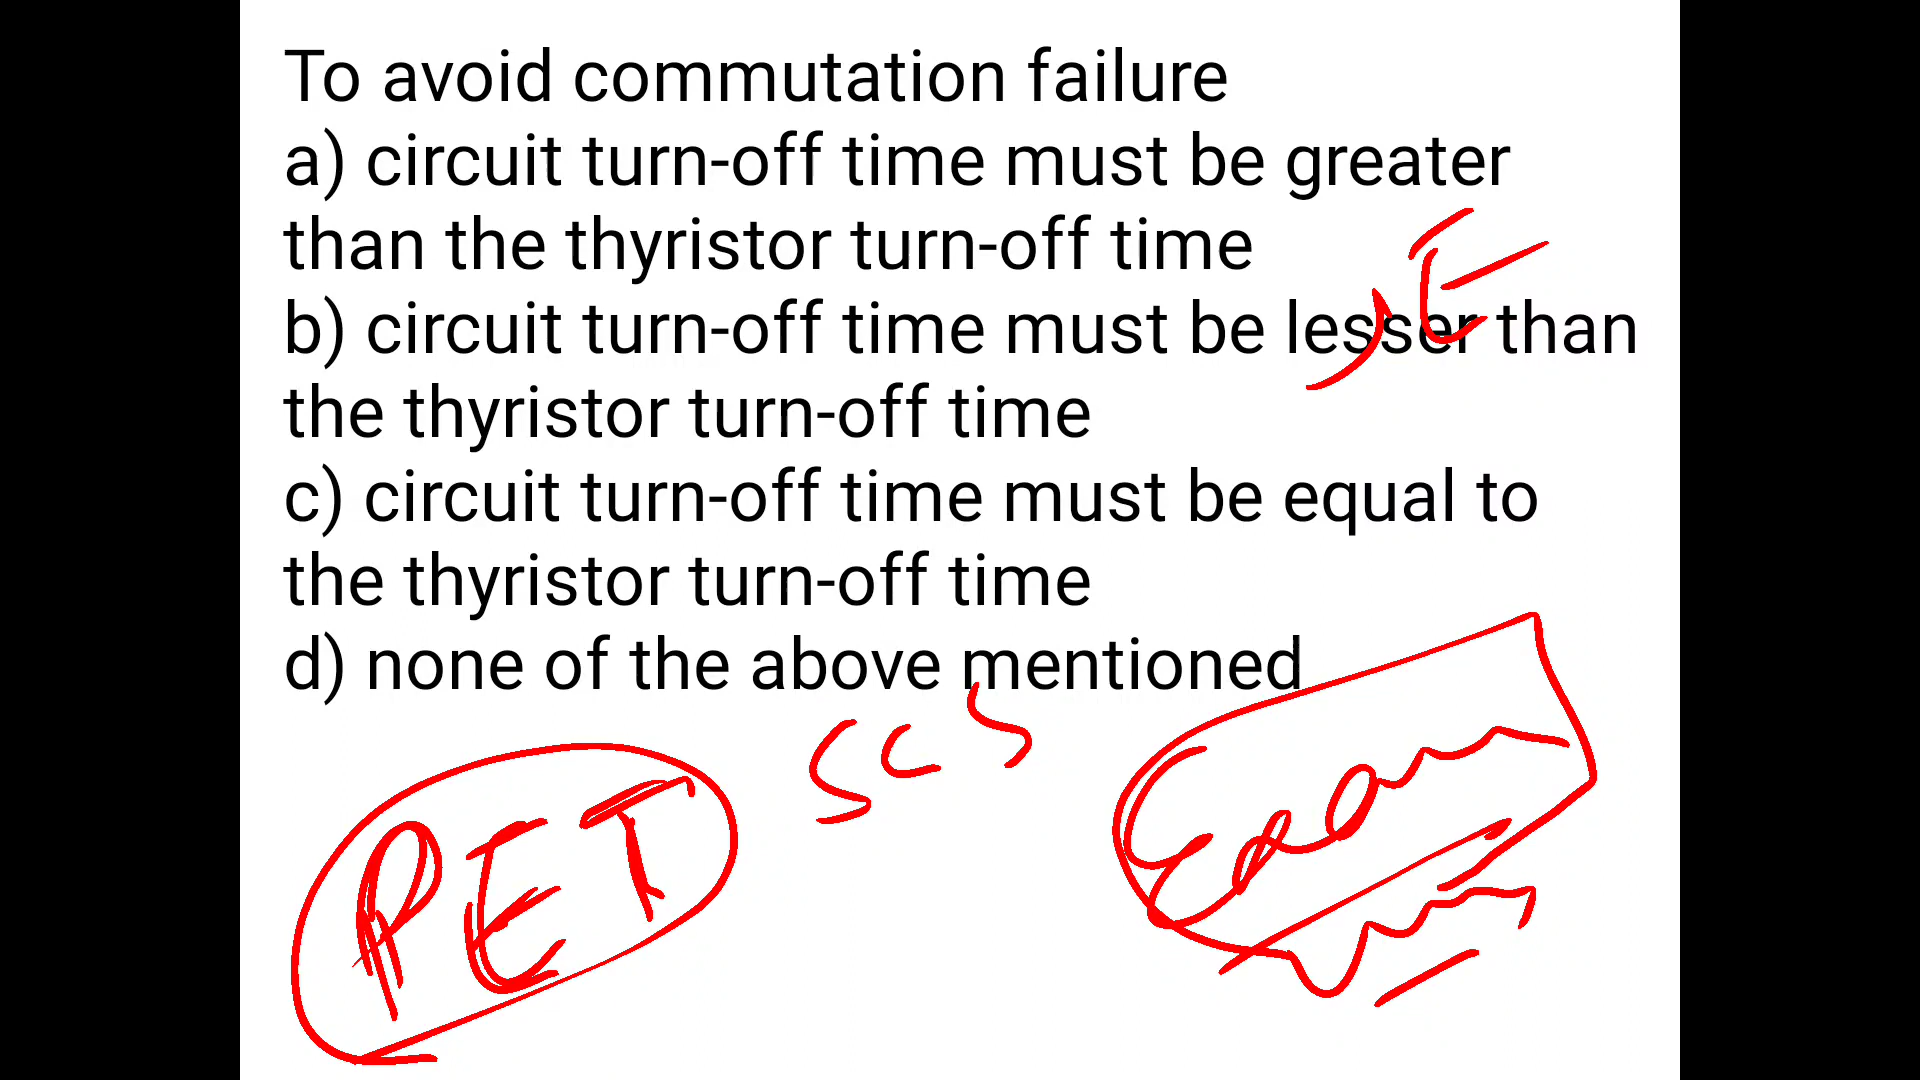 To avoid commutation failure
a) circuit turn-off time must be greater
than the thyristor turn-off time
b) circuit turn-off time must be lesser than
the thyristor turn-off time
c) circuit turn-off time must be equal to
the thyristor turn-off time
d) none of the above mentioned
PET
Exam